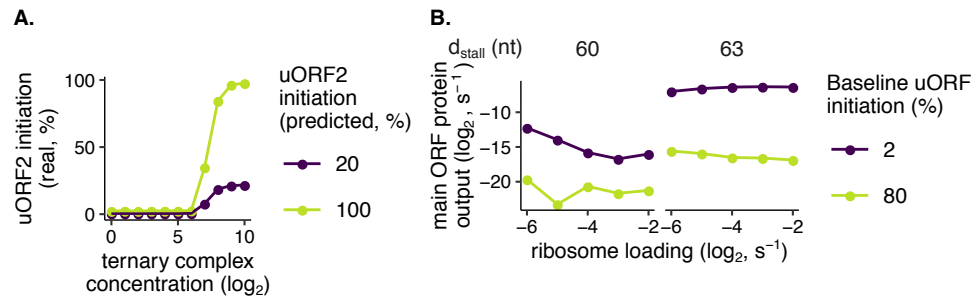 A.
uORF2 initiation
(real, %)
100
50
0
0
5
10
ternary complex
concentration (log2)
uORF2
initiation
(predicted, %)
20
100
B.
dstall (nt)
60
63
main ORF protein
output (log2, s−1)
−10
−15
−20
−6
−4
−2
−6
−4
−2
ribosome loading (log2, s−1)
Baseline uORF
initiation (%)
2
80